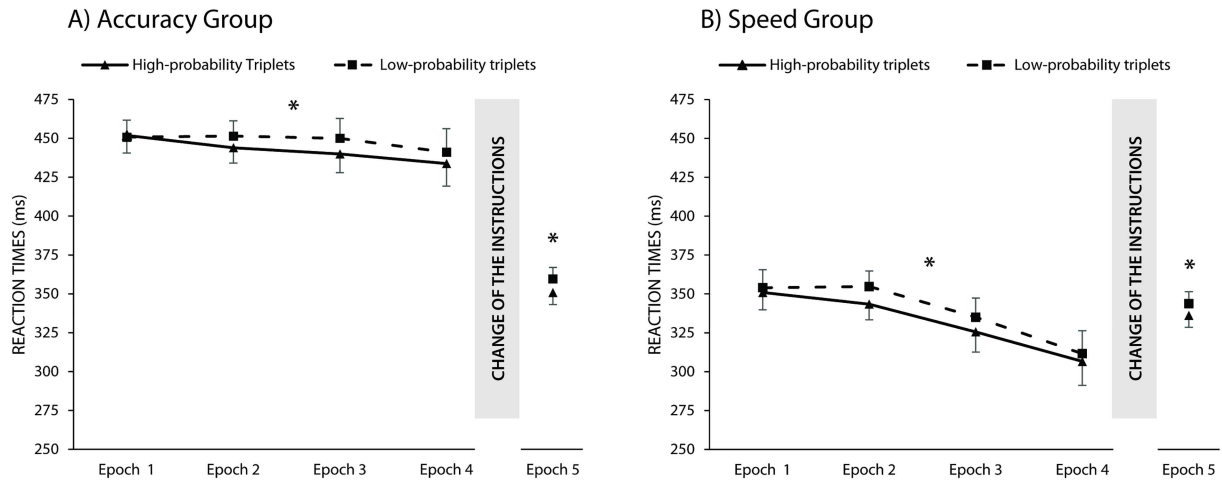 A) Accuracy Group
High-probability Triplets
Low-probability triplets
475
450
425
400
375
350
325
300
275
250
REACTION TIMES (ms)
*
CHANGE OF THE INSTRUCTIONS
*
Epoch 1
Epoch 2
Epoch 3
Epoch 4
Epoch 5
B) Speed Group
High-probability triplets
Low-probability triplets
475
450
425
400
375
350
325
300
275
250
REACTION TIMES (ms)
*
CHANGE OF THE INSTRUCTIONS
*
Epoch 1
Epoch 2
Epoch 3
Epoch 4
Epoch 5